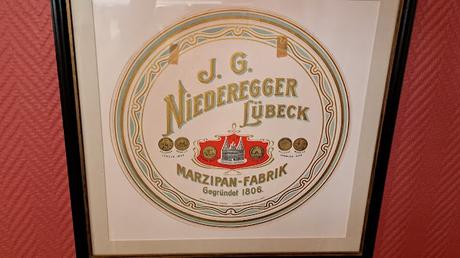 J. G.
NIEDEREGGER
LÜBECK
MARZIPAN-FABRIK
Gegründet 1806.